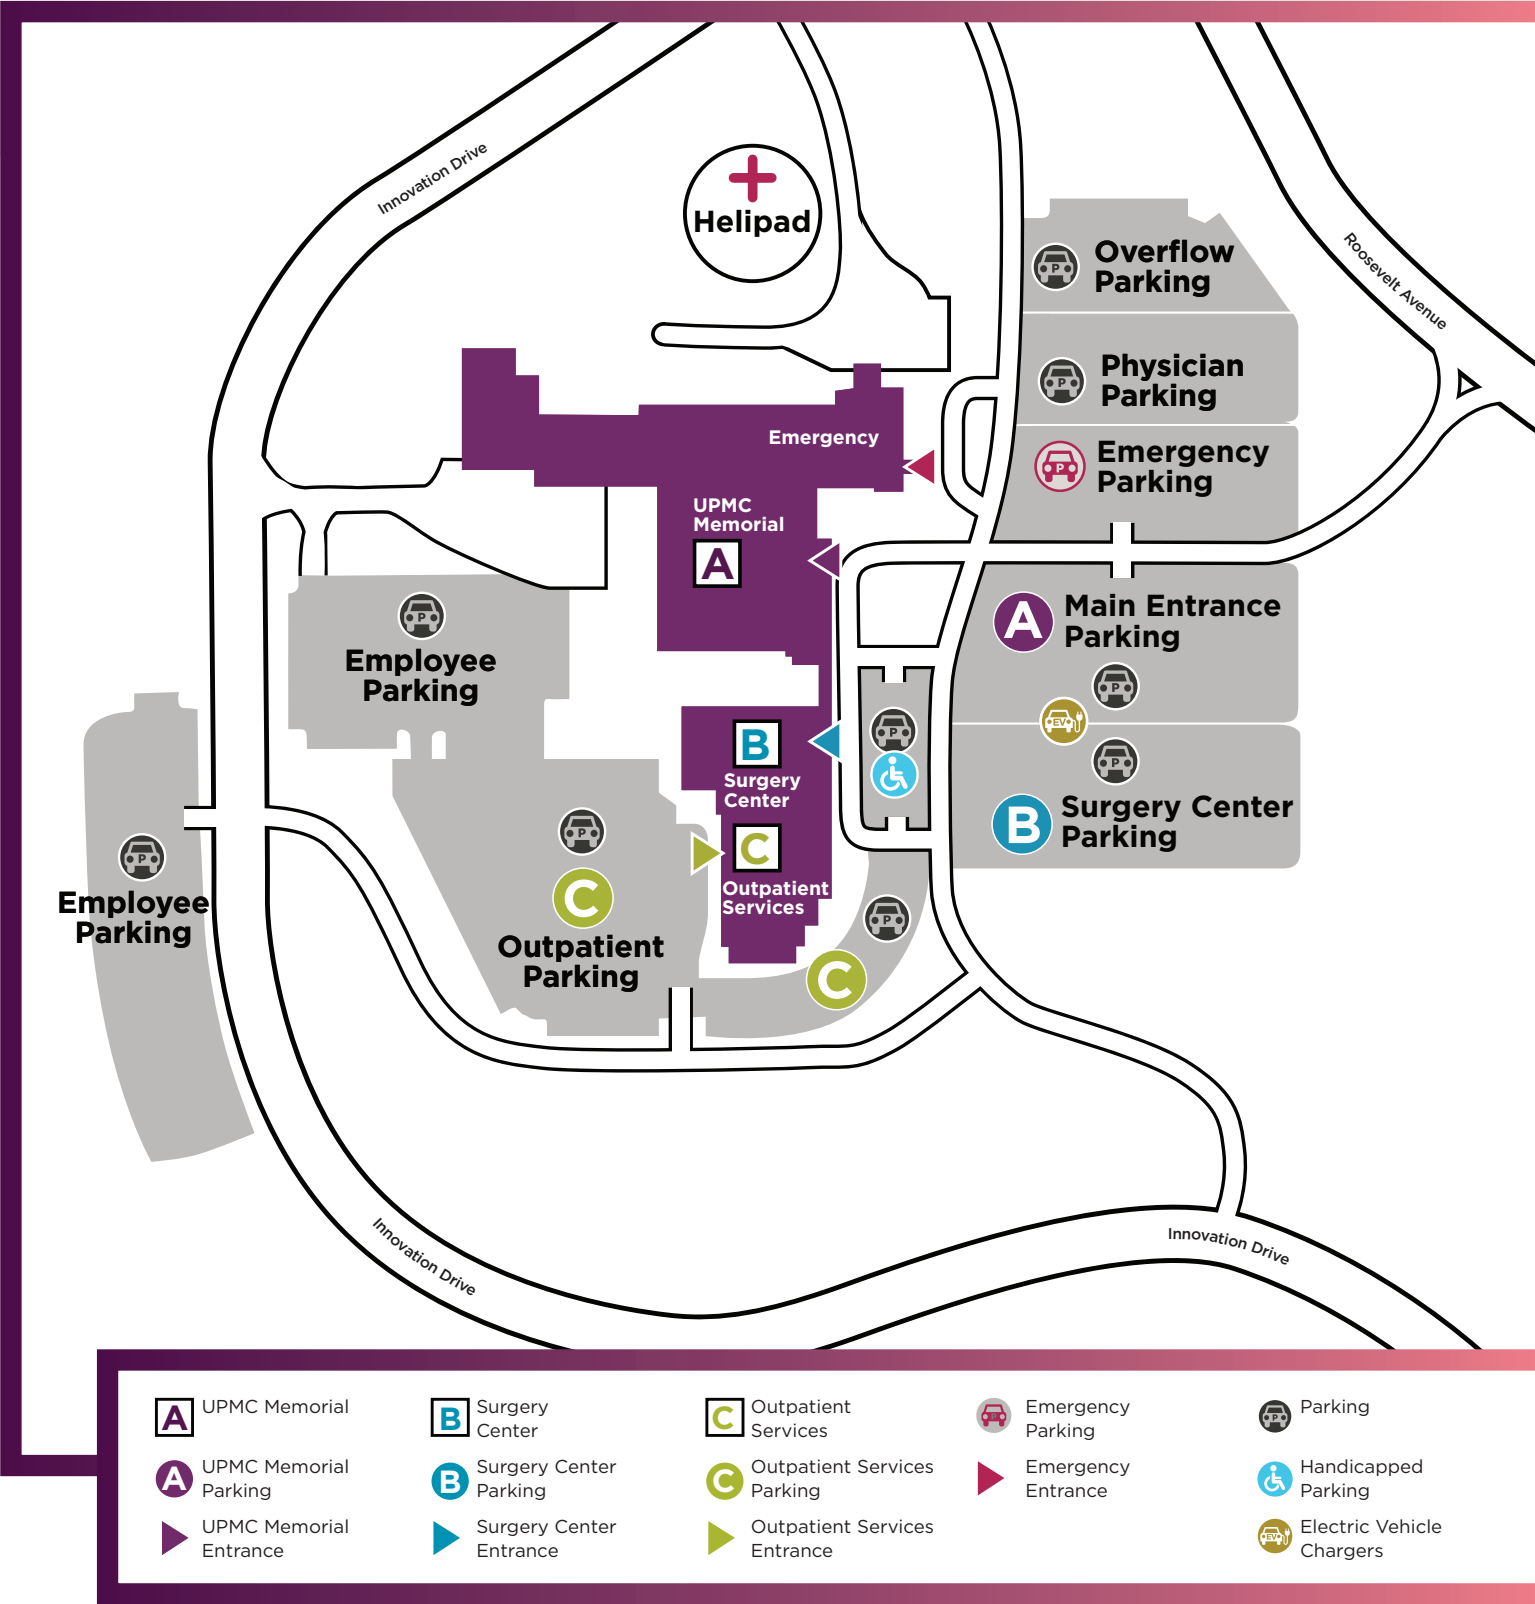 Innovation Drive
Helipad
Roosevelt Avenue
P
Overflow
Parking
P
Physician
Parking
Emergency
P
Emergency
Parking
UPMC
Memorial
A
A
Main Entrance
Parking
P
P
Employee
Parking
EV
P
B
Surgery
Center
P
B
Surgery Center
Parking
P
C
Outpatient
Services
P
Employee
Parking
C
Outpatient
Parking
P
C
Innovation Drive
Innovation Drive
A
UPMC Memorial
A
UPMC Memorial
Parking
UPMC Memorial
Entrance
B
Surgery
Center
B
Surgery Center
Parking
Surgery Center
Entrance
C
Outpatient
Services
C
Outpatient Services
Parking
Outpatient Services
Entrance
P
Emergency
Parking
Emergency
Entrance
P
Parking
Handicapped
Parking
EV
Electric Vehicle
Chargers